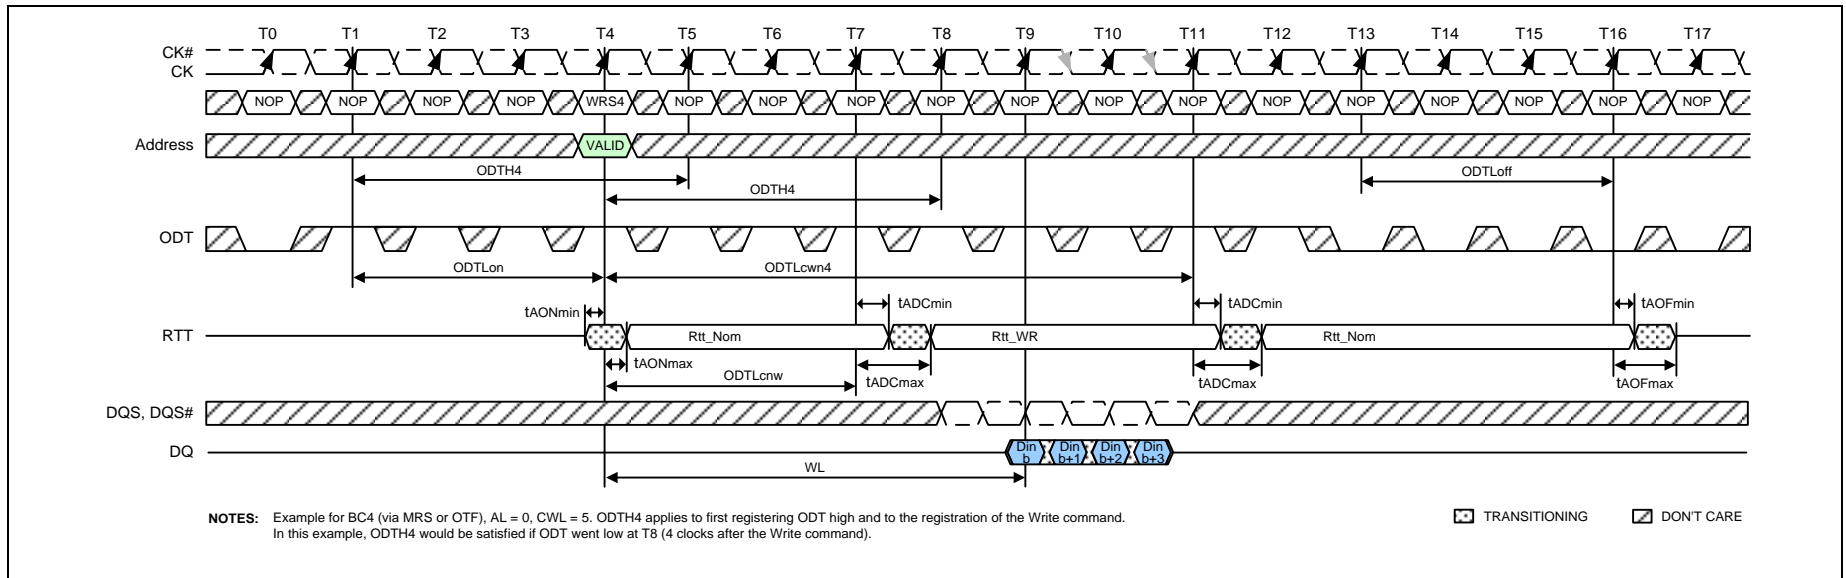 T0 T1 T2 T3 T4 T5 T6 T7 T8 T9 T10 T11 T12 T13 T14 T15 T16 T17
CK#
CK
NOP NOP NOP NOP WRS4 NOP NOP NOP NOP NOP NOP NOP NOP NOP NOP NOP NOP NOP
Address VALID
ODTH4 ODTLoff
ODTH4
ODT
ODTLon ODTLcwn4
tAONmin tADCmin tADCmin tAOFmin
RTT Rtt_Nom Rtt_WR Rtt_Nom
tAONmax ODTLcnw tADCmax tADCmax tAOFmax
DQS, DQS#
DQ Din b Din b+1 Din b+2 Din b+3
WL
NOTES: Example for BC4 (via MRS or OTF), AL = 0, CWL = 5. ODTH4 applies to first registering ODT high and to the registration of the Write command.
In this example, ODTH4 would be satisfied if ODT went low at T8 (4 clocks after the Write command).
TRANSITIONING DON'T CARE